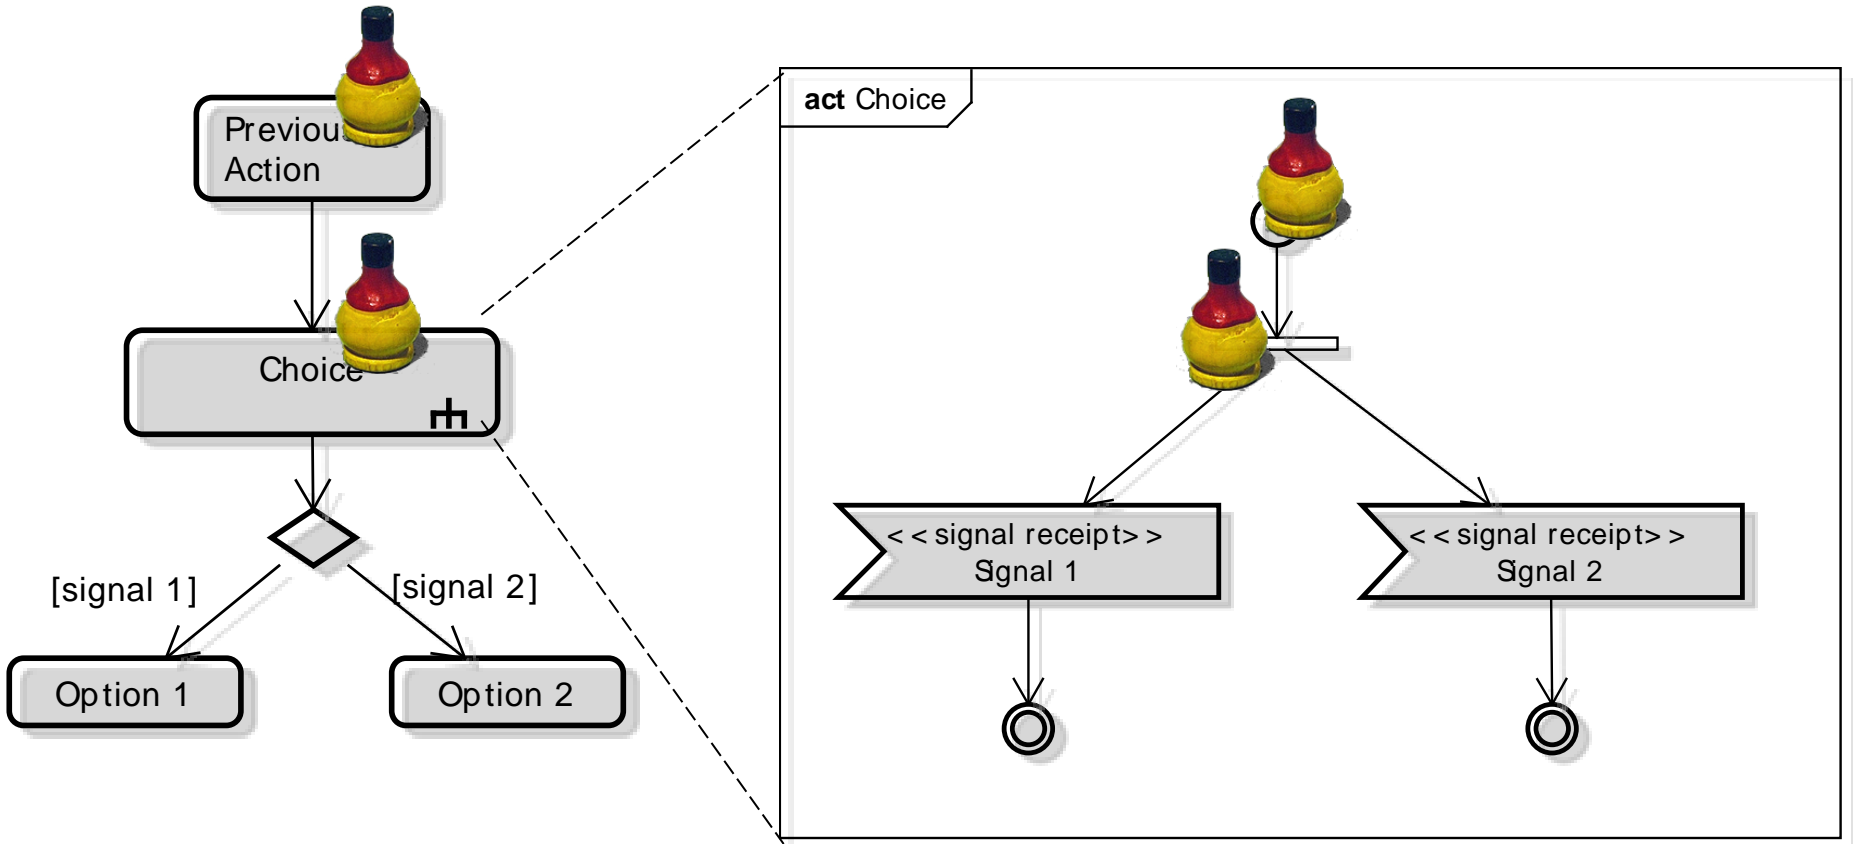 Previou
Action
Choice
[signal 1]
[signal 2]
Option 1
Option 2
act Choice
<<signal receipt>>
Signal 1
<<signal receipt>>
Signal 2